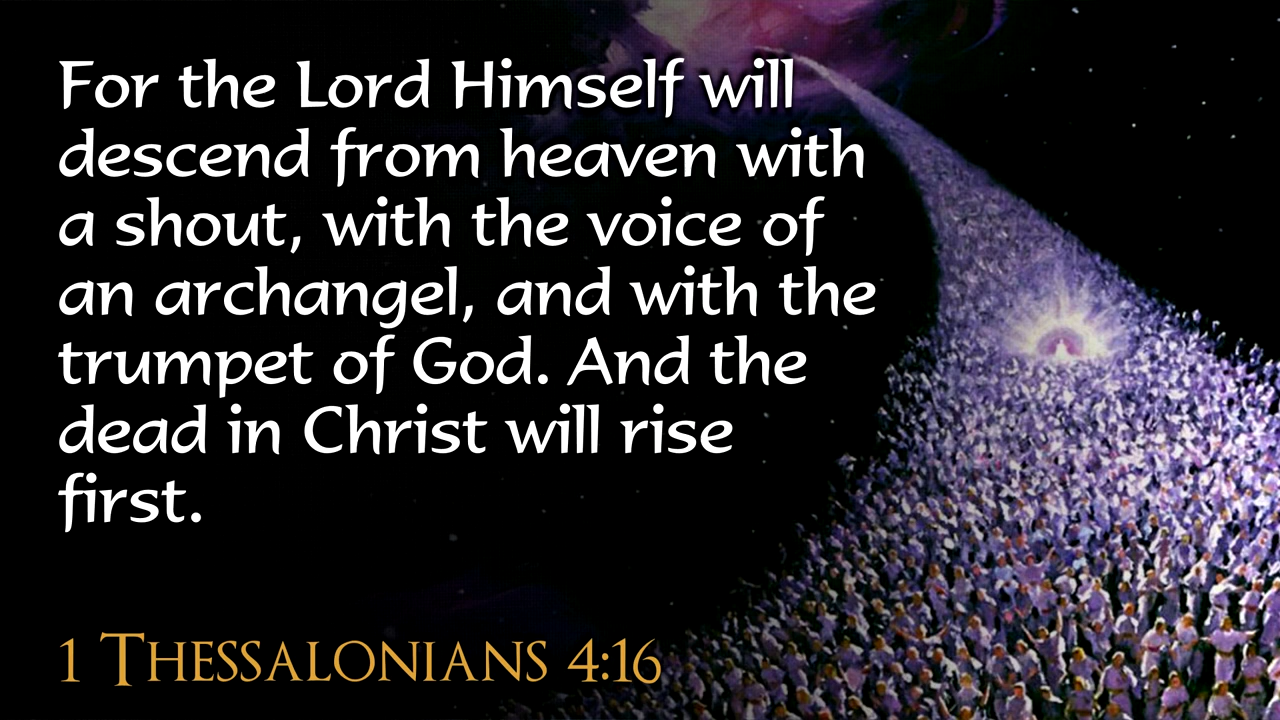 For the Lord Himself will
descend from heaven with
a shout, with the voice of
an archangel, and with the
trumpet of God. And the
dead in Christ will rise
first.
1 Thessalonians 4:16